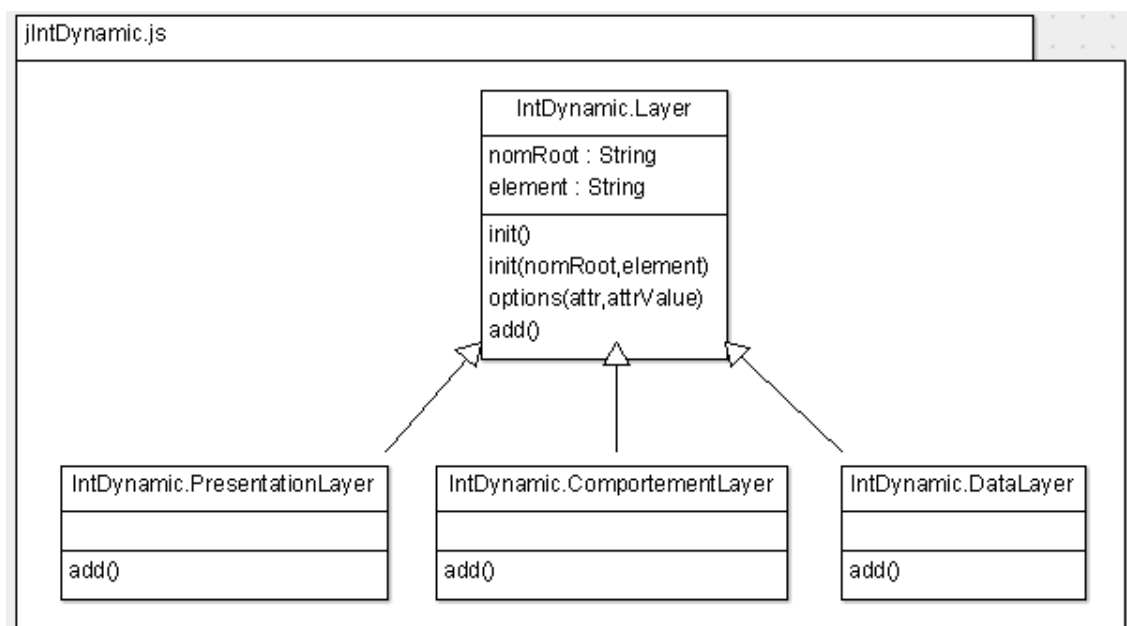 jIntDynamic.js
IntDynamic.Layer
nomRoot : String
element : String
init()
init(nomRoot,element)
options(attr,attrValue)
add()
IntDynamic.PresentationLayer
add()
IntDynamic.ComportementLayer
add()
IntDynamic.DataLayer
add()